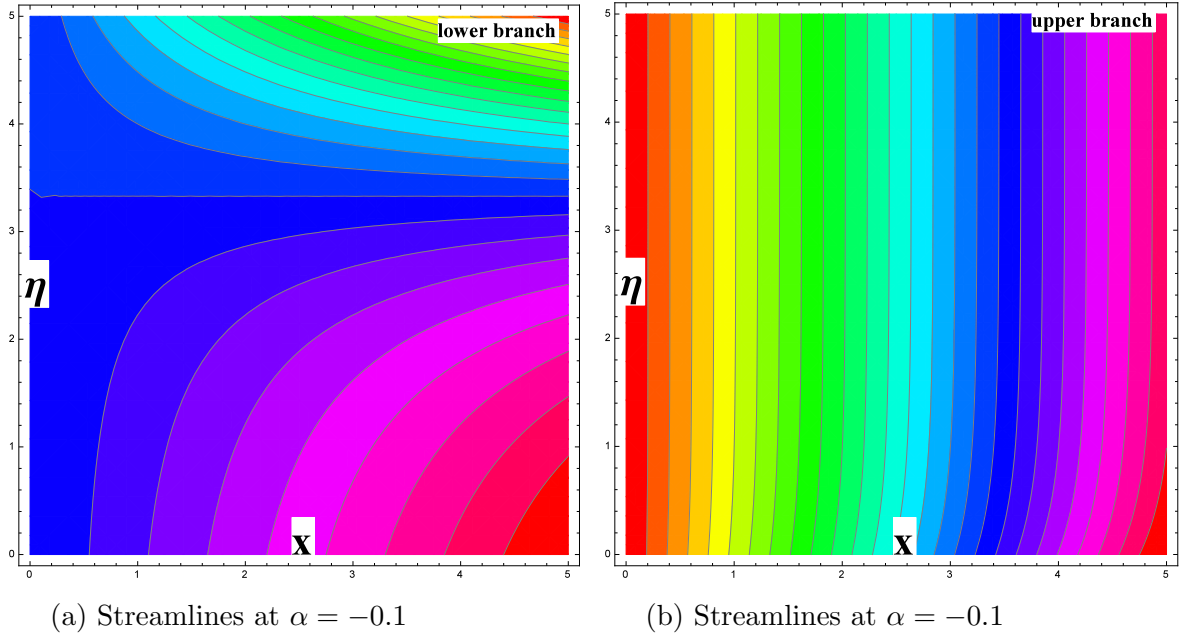 lower branch
5
4
3
2
1
0
η
x
0 1 2 3 4 5
(a) Streamlines at α = −0.1
upper branch
5
4
3
2
1
0
η
x
0 1 2 3 4 5
(b) Streamlines at α = −0.1